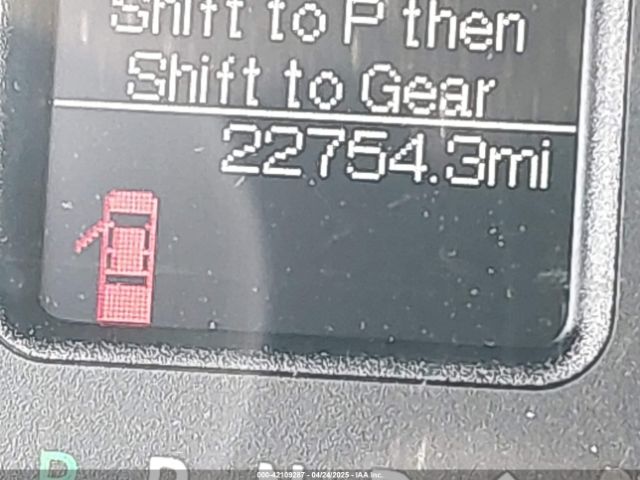 Shift to P then
Shift to Gear
22754.3mi
P R N
000-42109287 - 04/24/2025 - IAA Inc.